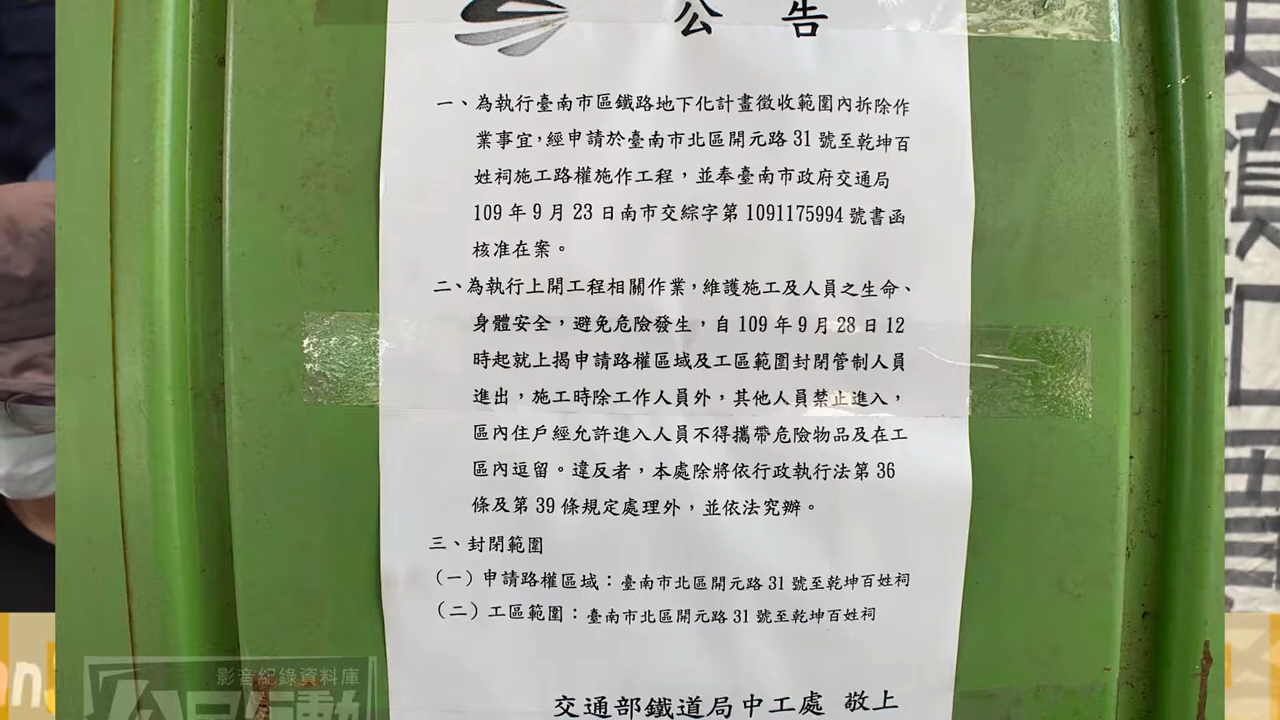 公 告
一、為執行臺南市區鐵路地下化計畫徵收範圍內拆除作
業事宜,經申請於臺南市北區開元路 31 號至乾坤百
姓祠施工路權施作工程,並奉臺南市政府交通局
109 年 9 月 23 日南市交綜字第 1091175994 號書函
核准在案。
二、為執行上開工程相關作業,維護施工及人員之生命、
身體安全,避免危險發生,自 109 年 9 月 28 日 12
時起就上揭申請路權區域及工區範圍封閉管制人員
進出,施工時除工作人員外,其他人員禁止進入,
區內住戶經允許進入人員不得攜帶危險物品及在工
區內逗留。違反者,本處除將依行政執行法第 36
條及第 39 條規定處理外,並依法究辦。
三、封閉範圍
(一)申請路權區域:臺南市北區開元路 31 號至乾坤百姓祠
(二)工區範圍:臺南市北區開元路 31 號至乾坤百姓祠
交通部鐵道局中工處 敬上
影音紀錄資料庫
公民行動